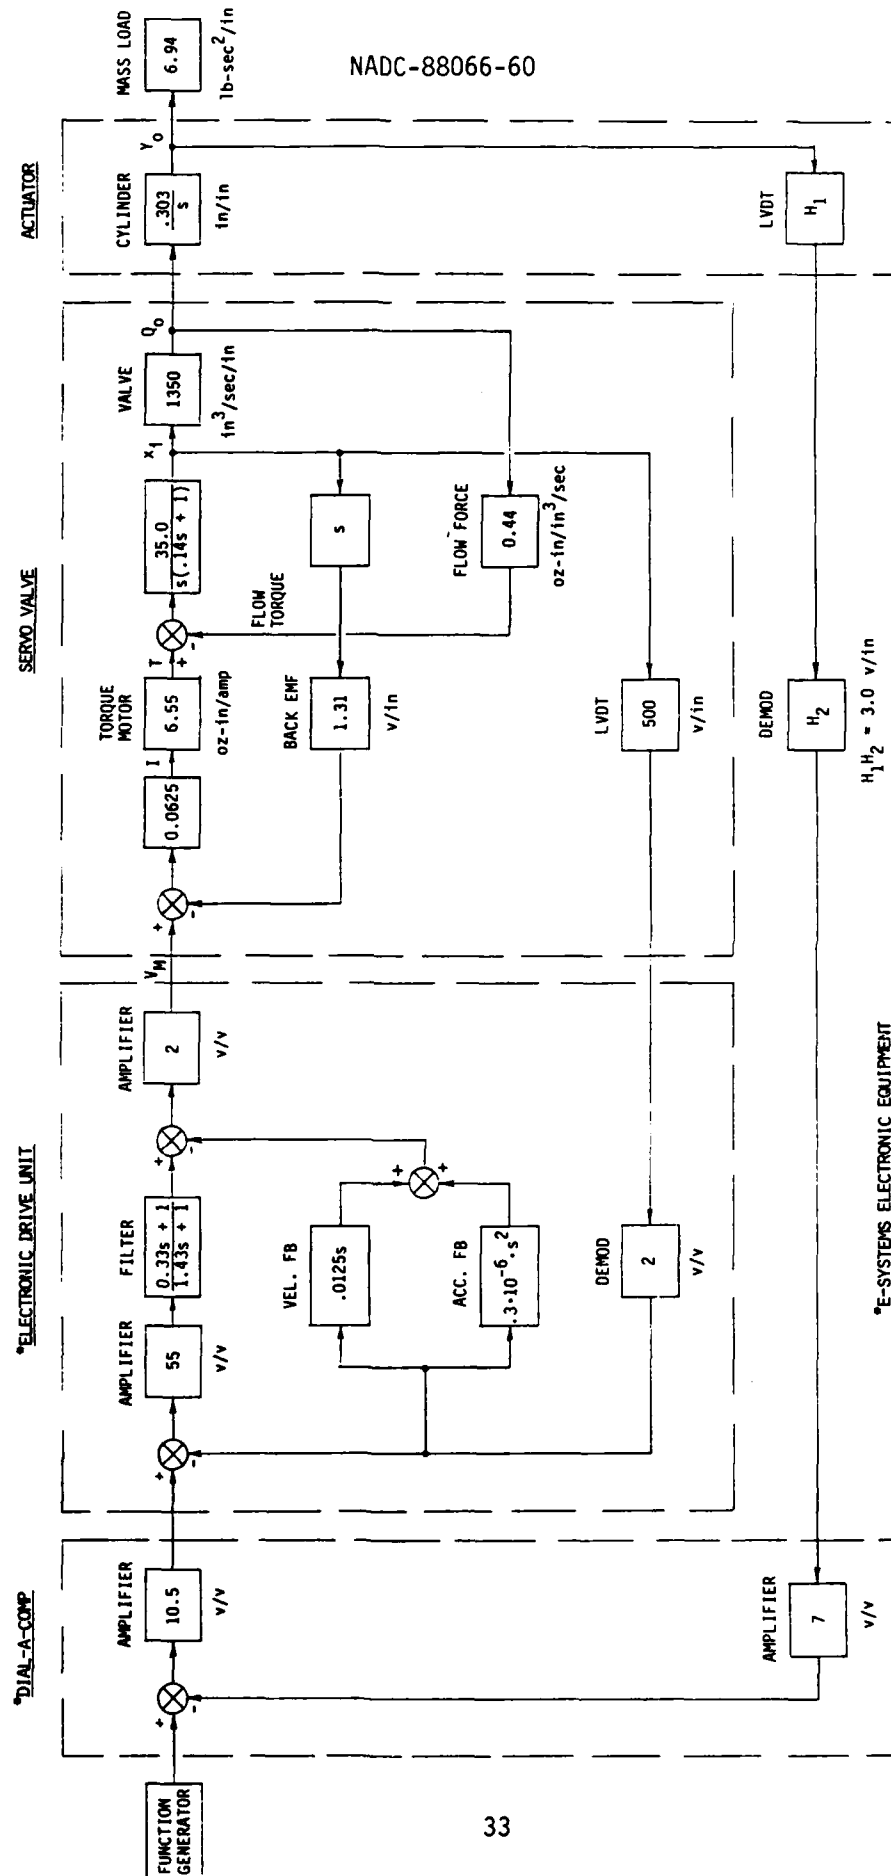 NADC-88066-60
*DIAL-A-COMP
*ELECTRONIC DRIVE UNIT
SERVO VALVE
ACTUATOR
FUNCTION
GENERATOR
+
-
AMPLIFIER
10.5
v/v
+
-
AMPLIFIER
55
v/v
FILTER
0.33s + 1
1.43s + 1
+
-
AMPLIFIER
2
v/v
V_M
+
-
0.0625
I
TORQUE
MOTOR
6.55
oz-in/amp
T
+
-
35.0
s(.14s + 1)
X_i
VALVE
1350
in³/sec/in
Q_o
CYLINDER
.303
s
in/in
Y_o
MASS LOAD
6.94
lb-sec²/in
VEL. FB
.0125s
+
+
ACC. FB
.3·10⁻⁶·s²
BACK EMF
1.31
v/in
s
FLOW
TORQUE
FLOW FORCE
0.44
oz-in/in³/sec
DEMOD
2
v/v
LVDT
500
v/in
AMPLIFIER
7
v/v
DEMOD
H₂
H₁H₂ = 3.0 v/in
LVDT
H₁
*E-SYSTEMS ELECTRONIC EQUIPMENT
33